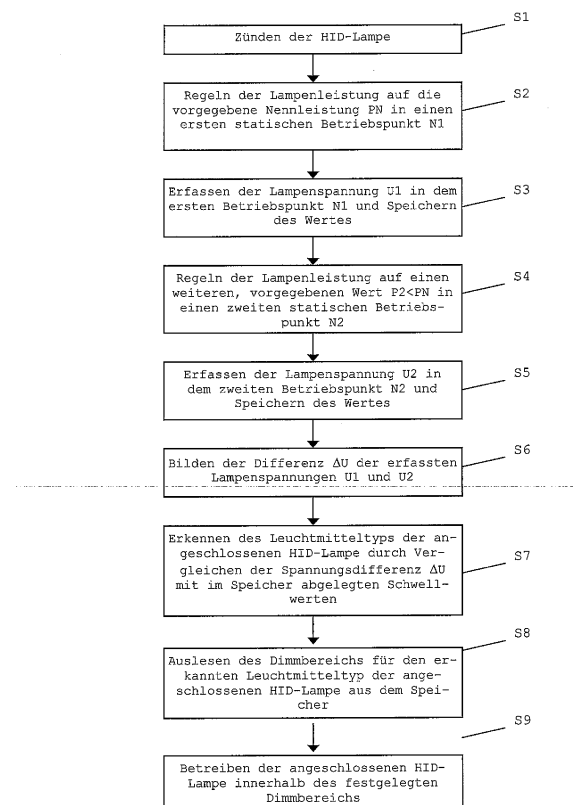 S1
Zünden der HID-Lampe
S2
Regeln der Lampenleistung auf die
vorgegebene Nennleistung PN in einen
ersten statischen Betriebspunkt N1
S3
Erfassen der Lampenspannung U1 in dem
ersten Betriebspunkt N1 und Speichern
des Wertes
S4
Regeln der Lampenleistung auf einen
weiteren, vorgegebenen Wert P2<PN in
einen zweiten statischen Betriebs-
punkt N2
S5
Erfassen der Lampenspannung U2 in
dem zweiten Betriebspunkt N2 und
Speichern des Wertes
S6
Bilden der Differenz ΔU der erfassten
Lampenspannungen U1 und U2
S7
Erkennen des Leuchtmitteltyps der an-
geschlossenen HID-Lampe durch Ver-
gleichen der Spannungsdifferenz ΔU
mit im Speicher abgelegten Schwell-
werten
S8
Auslesen des Dimmbereichs für den er-
kannten Leuchtmitteltyp der ange-
schlossenen HID-Lampe aus dem Spei-
cher
S9
Betreiben der angeschlossenen HID-
Lampe innerhalb des festgelegten
Dimmbereichs